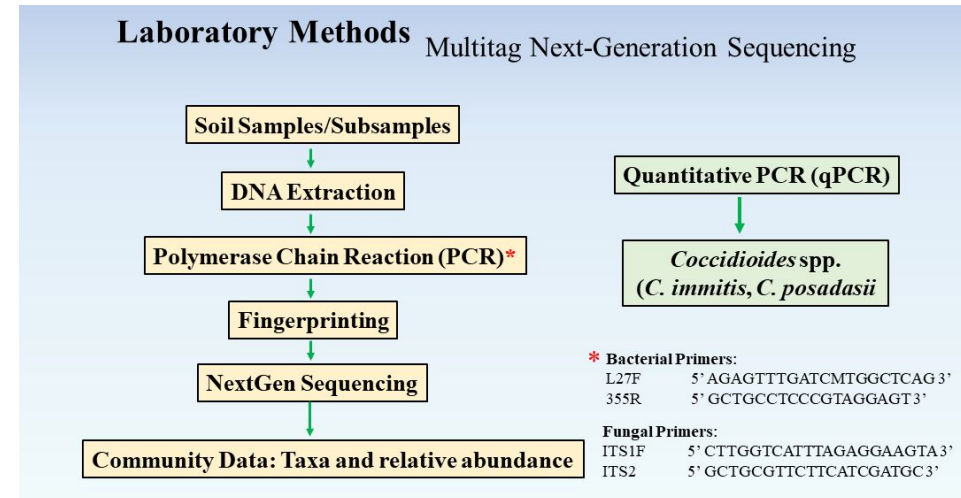 Laboratory Methods Multitag Next-Generation Sequencing
Soil Samples/Subsamples
DNA Extraction
Polymerase Chain Reaction (PCR)*
Fingerprinting
NextGen Sequencing
Community Data: Taxa and relative abundance
Quantitative PCR (qPCR)
Coccidioides spp.
(C. immitis, C. posadasii
* Bacterial Primers:
L27F 5’ AGAGTTTGATCMTGGCTCAG 3’
355R 5’ GCTGCCTCCCGTAGGAGT 3’
Fungal Primers:
ITS1F 5’ CTTGGTCATTTAGAGGAAGTA 3’
ITS2 5’ GCTGCGTTCTTCATCGATGC 3’